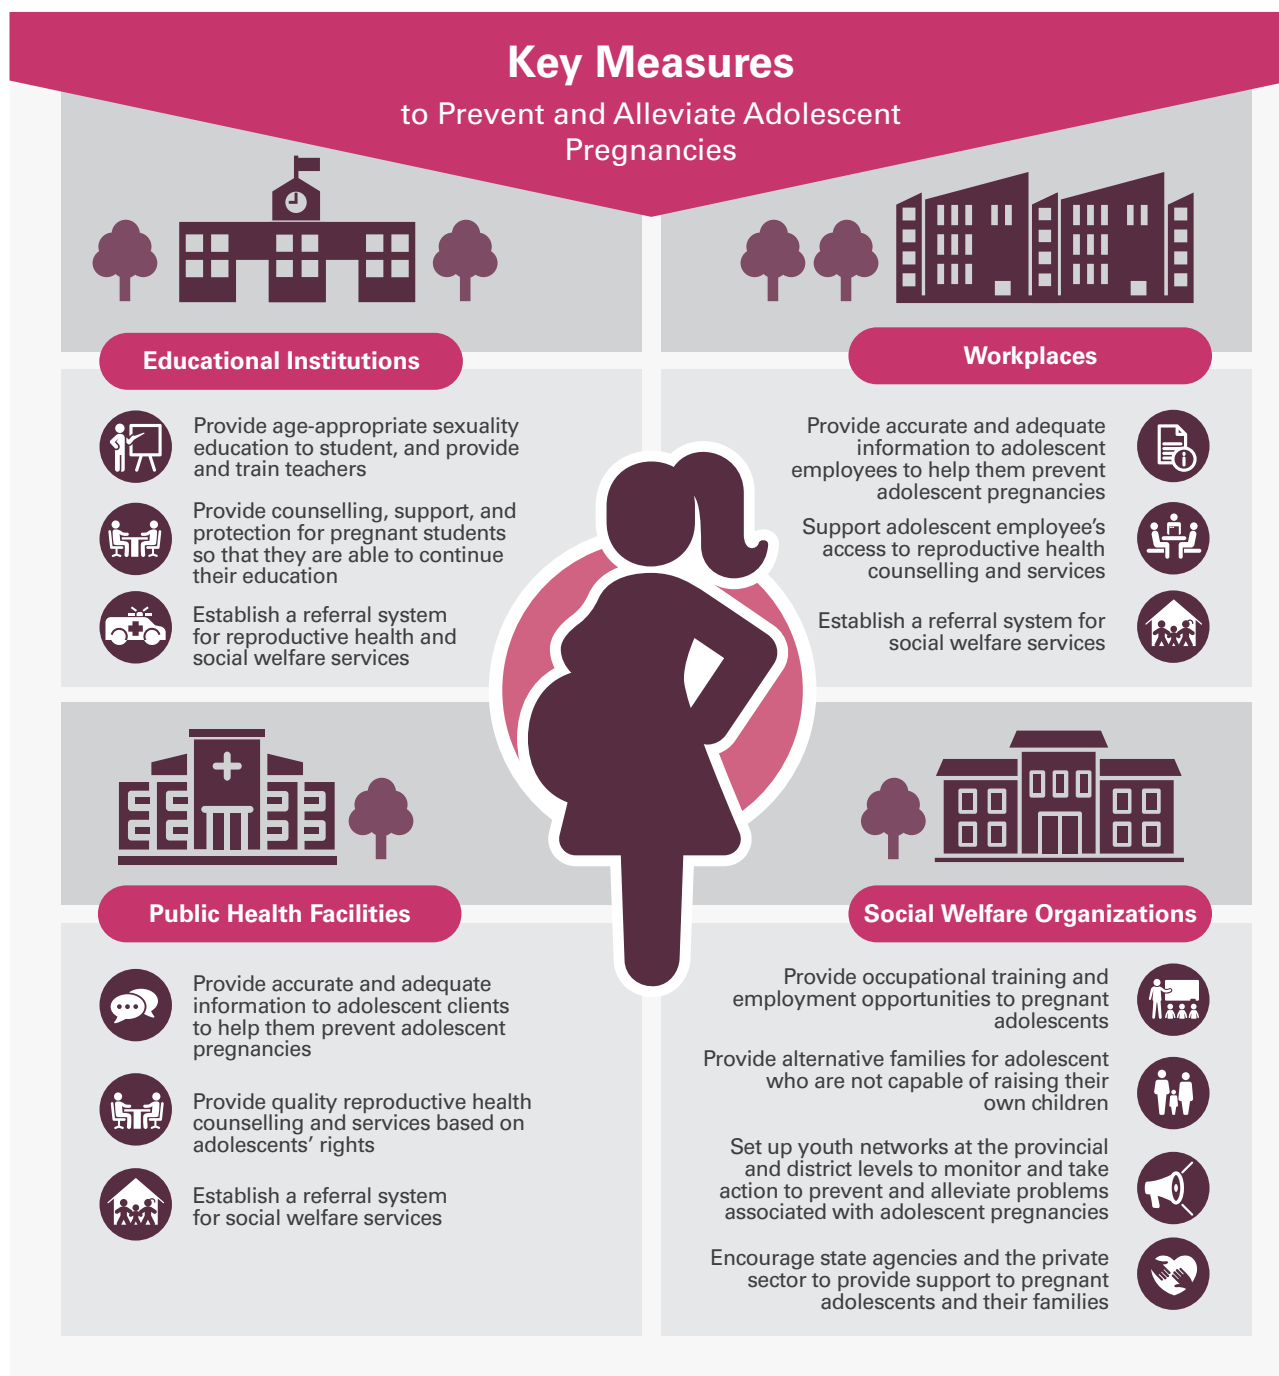 Key Measures
to Prevent and Alleviate Adolescent
Pregnancies
Educational Institutions
Provide age-appropriate sexuality
education to student, and provide
and train teachers
Provide counselling, support, and
protection for pregnant students
so that they are able to continue
their education
Establish a referral system
for reproductive health and
social welfare services
Workplaces
Provide accurate and adequate
information to adolescent
employees to help them prevent
adolescent pregnancies
Support adolescent employee’s
access to reproductive health
counselling and services
Establish a referral system for
social welfare services
Public Health Facilities
Provide accurate and adequate
information to adolescent clients
to help them prevent adolescent
pregnancies
Provide quality reproductive health
counselling and services based on
adolescents’ rights
Establish a referral system
for social welfare services
Social Welfare Organizations
Provide occupational training and
employment opportunities to pregnant
adolescents
Provide alternative families for adolescent
who are not capable of raising their
own children
Set up youth networks at the provincial
and district levels to monitor and take
action to prevent and alleviate problems
associated with adolescent pregnancies
Encourage state agencies and the private
sector to provide support to pregnant
adolescents and their families